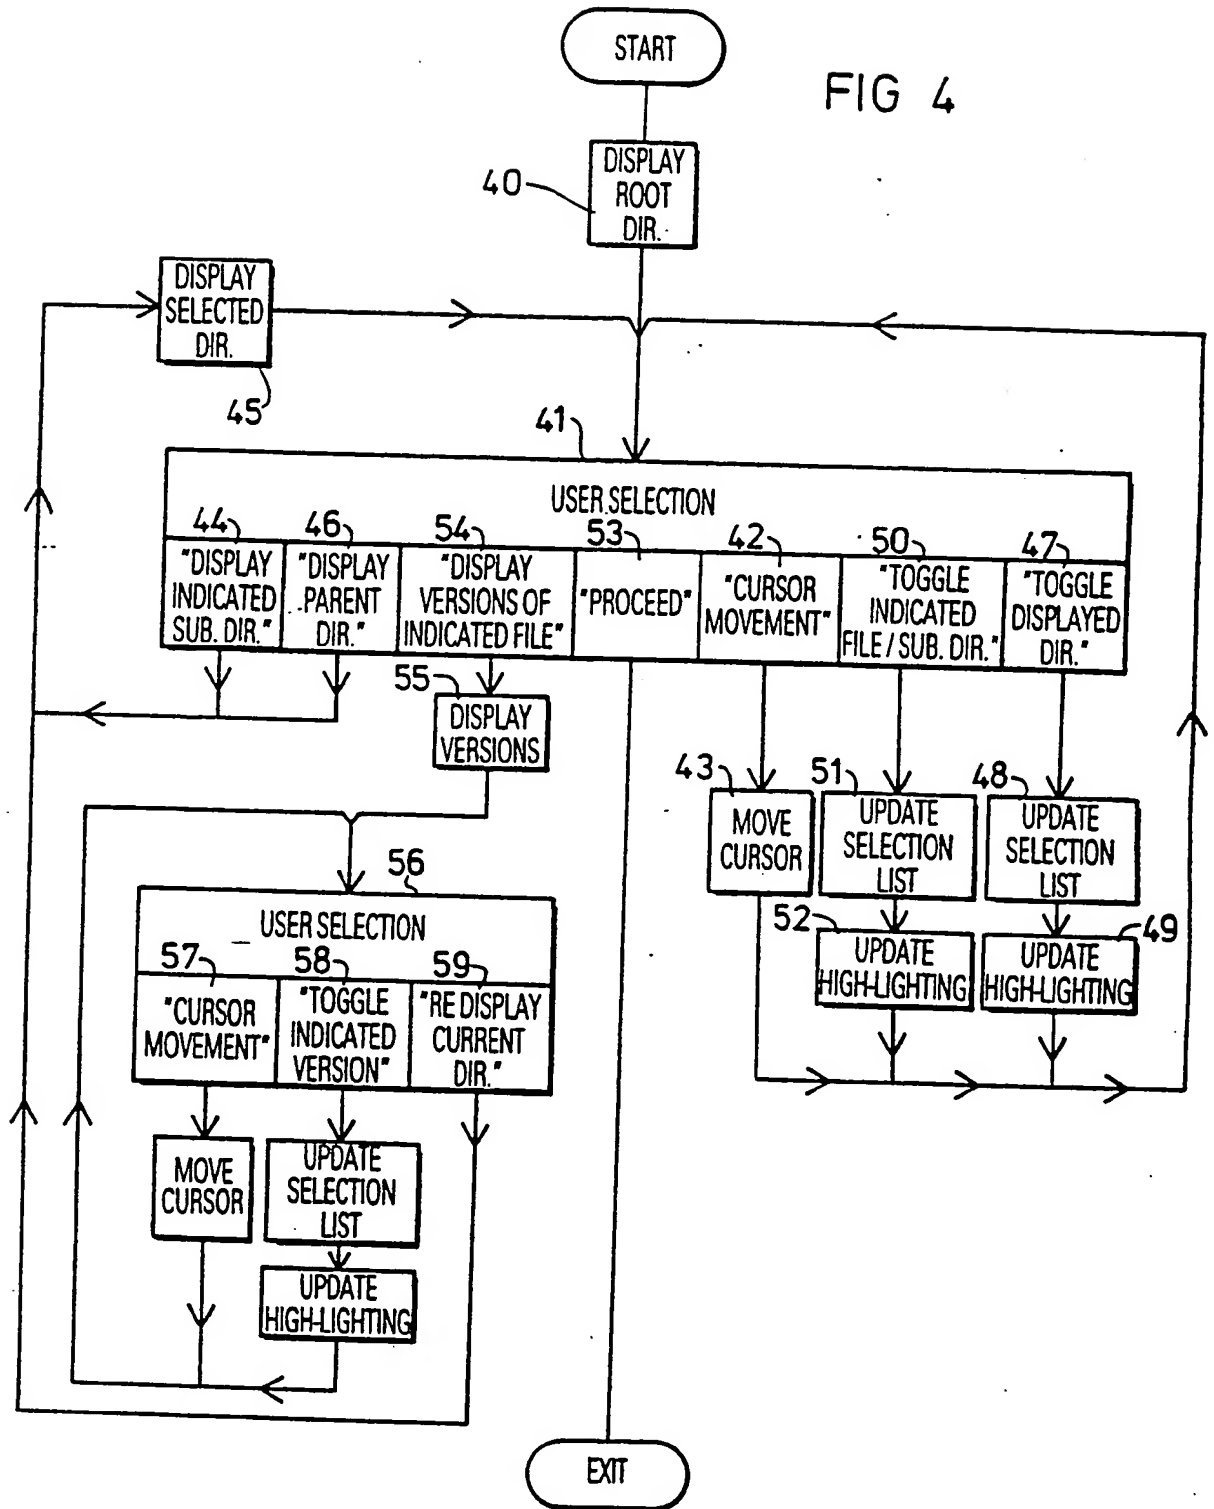 START
FIG 4
DISPLAY
ROOT
DIR.
40
DISPLAY
SELECTED
DIR.
45
41
USER SELECTION
44
46
54
53
42
50
47
"DISPLAY
INDICATED
SUB. DIR."
"DISPLAY
PARENT
DIR."
"DISPLAY
VERSIONS OF
INDICATED FILE"
"PROCEED"
"CURSOR
MOVEMENT"
"TOGGLE
INDICATED
FILE / SUB. DIR."
"TOGGLE
DISPLAYED
DIR."
55
DISPLAY
VERSIONS
43
MOVE
CURSOR
51
UPDATE
SELECTION
LIST
48
UPDATE
SELECTION
LIST
52
UPDATE
HIGH-LIGHTING
49
UPDATE
HIGH-LIGHTING
56
USER SELECTION
57
58
59
"CURSOR
MOVEMENT"
"TOGGLE
INDICATED
VERSION"
"RE DISPLAY
CURRENT
DIR."
MOVE
CURSOR
UPDATE
SELECTION
LIST
UPDATE
HIGH-LIGHTING
EXIT